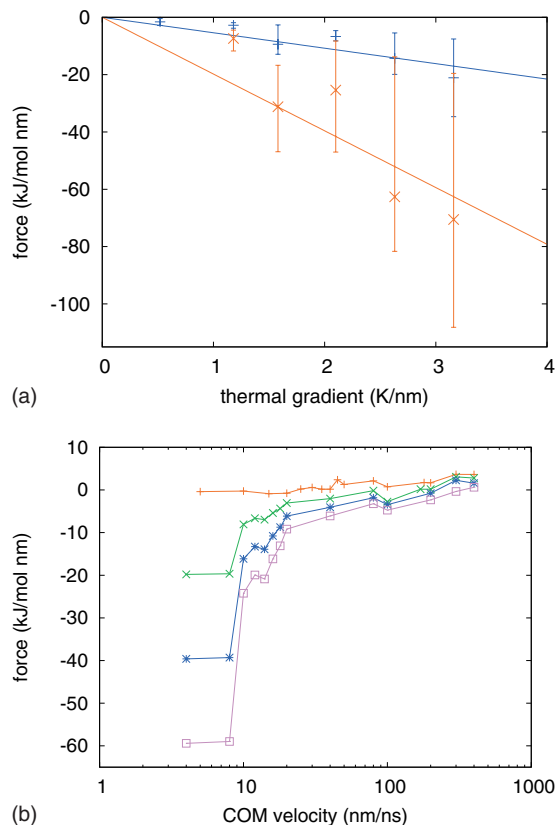 0
-20
-40
-60
-80
-100
force (kJ/mol nm)
0 1 2 3 4
thermal gradient (K/nm)
(a)
10
0
-10
-20
-30
-40
-50
-60
force (kJ/mol nm)
1 10 100 1000
COM velocity (nm/ns)
(b)